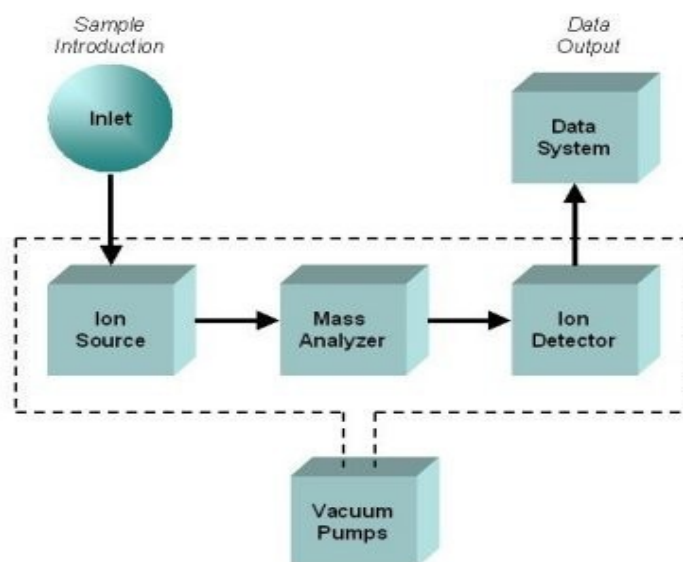 Sample
Introduction
Inlet
Data
Output
Data
System
Ion
Source
Mass
Analyzer
Ion
Detector
Vacuum
Pumps